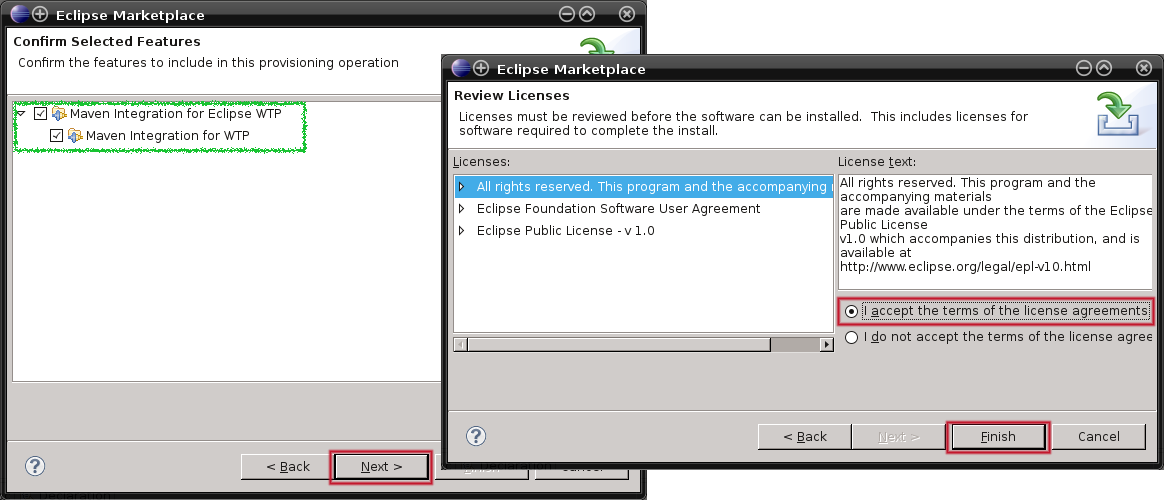 Eclipse Marketplace
Confirm Selected Features
Confirm the features to include in this provisioning operation
Maven Integration for Eclipse WTP
Maven Integration for WTP
?
< Back
Next >
Cancel
Declaration
Eclipse Marketplace
Review Licenses
Licenses must be reviewed before the software can be installed.  This includes licenses for
software required to complete the install.
Licenses:
All rights reserved. This program and the accompanying
Eclipse Foundation Software User Agreement
Eclipse Public License - v 1.0
License text:
All rights reserved. This program and the
accompanying materials
are made available under the terms of the Eclipse
Public License
v1.0 which accompanies this distribution, and is
available at
http://www.eclipse.org/legal/epl-v10.html
I accept the terms of the license agreements
I do not accept the terms of the license agree
?
< Back
Next >
Finish
Cancel